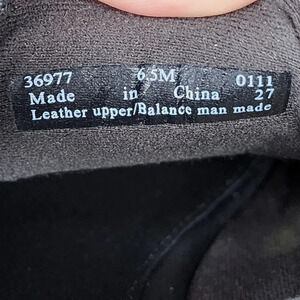 36977 6.5M 0111
Made in China 27
Leather upper/Balance man made